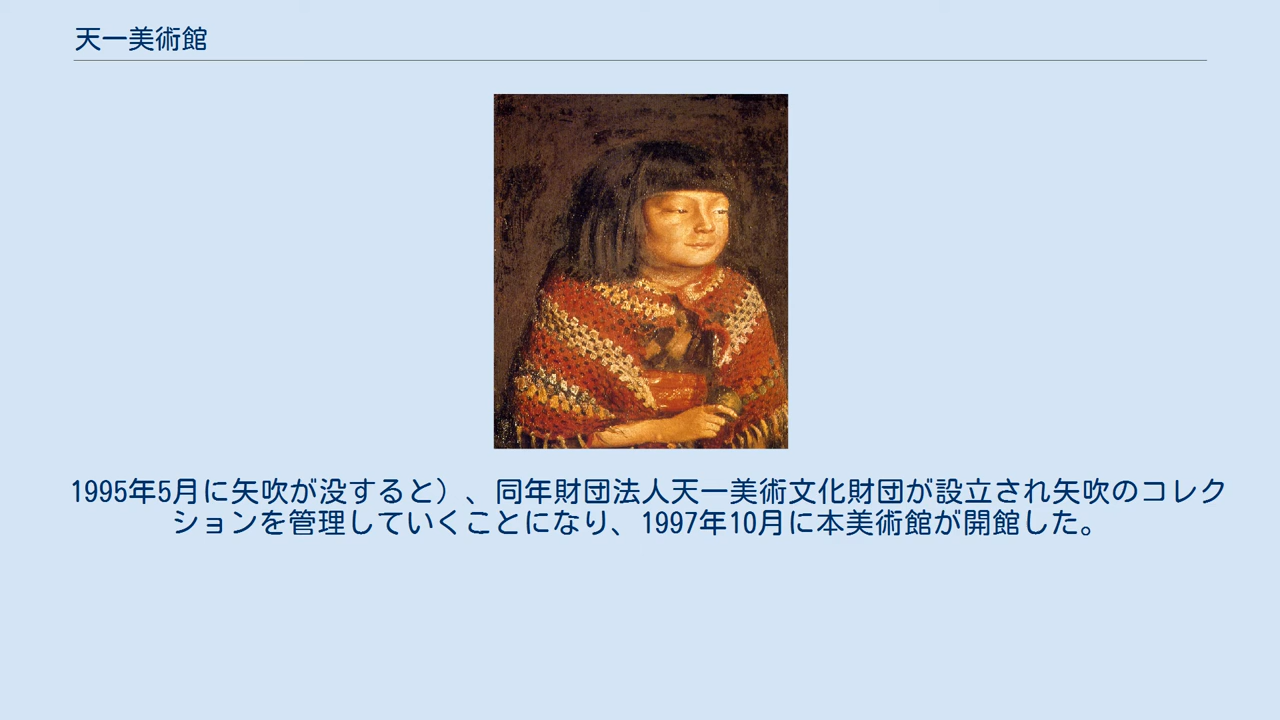 天一美術館
1995年5月に矢吹が没すると）、同年財団法人天一美術文化財団が設立され矢吹のコレク
ションを管理していくことになり、1997年10月に本美術館が開館した。